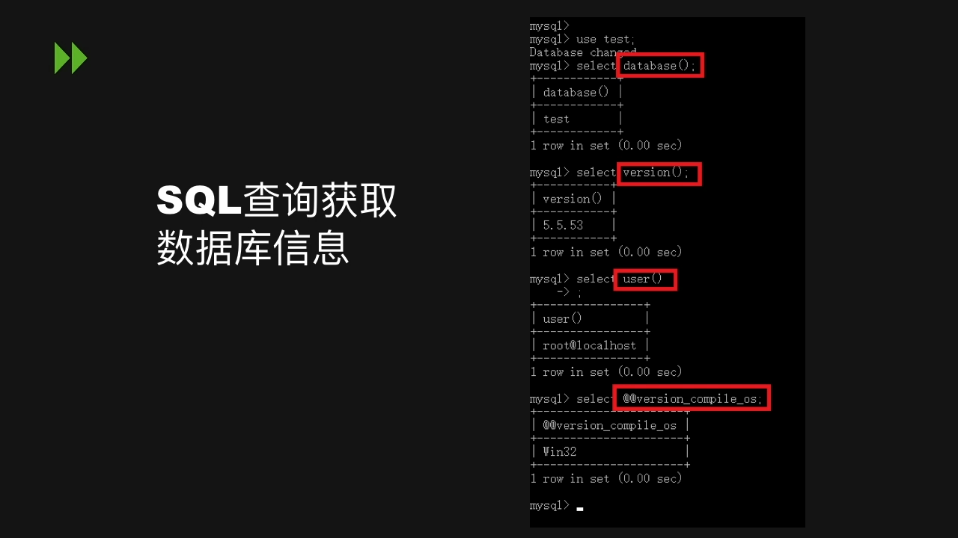 SQL查询获取
数据库信息
mysql>
mysql> use test;
Database changed
mysql> select database();
+------------+
| database() |
+------------+
| test       |
+------------+
1 row in set (0.00 sec)
mysql> select version();
+-----------+
| version() |
+-----------+
| 5.5.53    |
+-----------+
1 row in set (0.00 sec)
mysql> select user()
    -> ;
+----------------+
| user()         |
+----------------+
| root@localhost |
+----------------+
1 row in set (0.00 sec)
mysql> select @@version_compile_os;
+----------------------+
| @@version_compile_os |
+----------------------+
| Win32                |
+----------------------+
1 row in set (0.00 sec)
mysql>